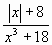 |x| + 8
x³ + 18